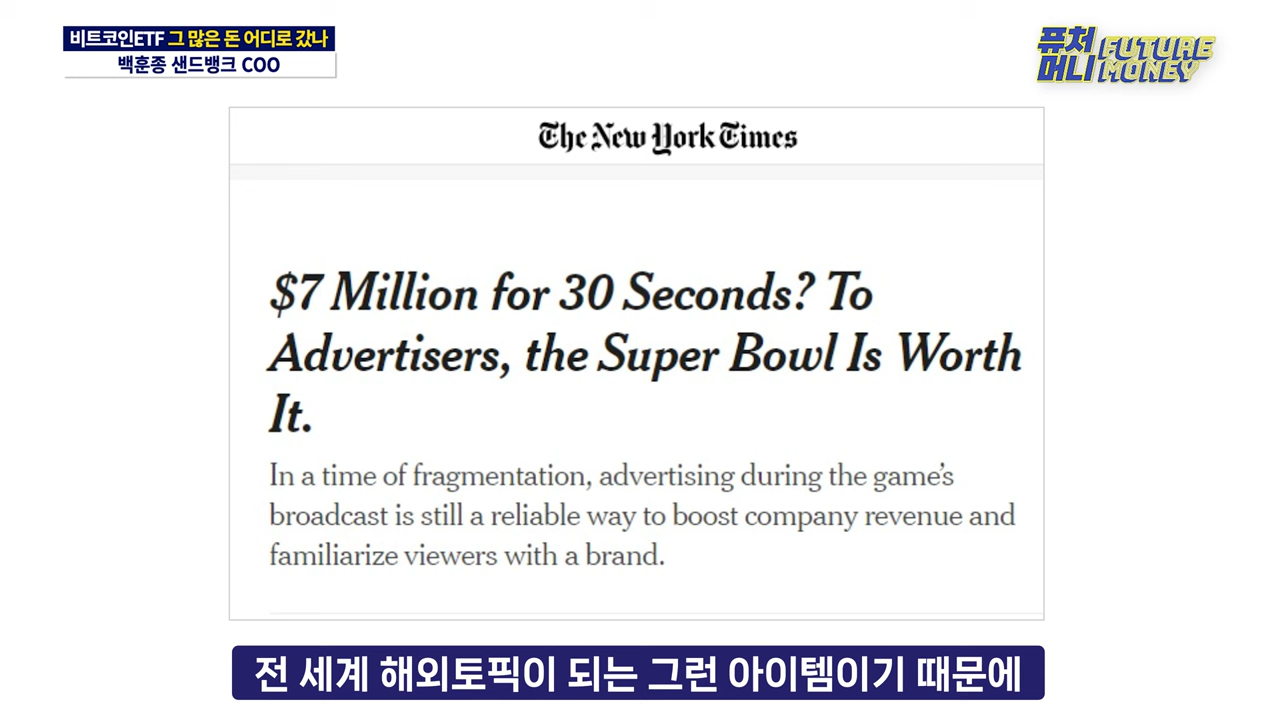 비트코인ETF 그 많은 돈 어디로 갔나
백훈종 샌드뱅크 COO
퓨처 FUTURE
머니 MONEY
The New York Times
$7 Million for 30 Seconds? To
Advertisers, the Super Bowl Is Worth
It.
In a time of fragmentation, advertising during the game’s
broadcast is still a reliable way to boost company revenue and
familiarize viewers with a brand.
전 세계 해외토픽이 되는 그런 아이템이기 때문에